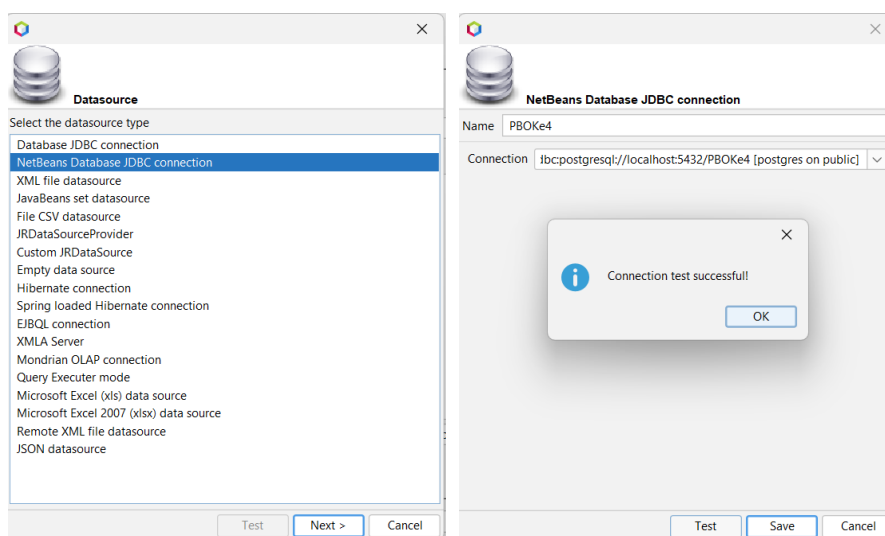 Datasource
Select the datasource type
Database JDBC connection
NetBeans Database JDBC connection
XML file datasource
JavaBeans set datasource
File CSV datasource
JRDataSourceProvider
Custom JRDataSource
Empty data source
Hibernate connection
Spring loaded Hibernate connection
EJBQL connection
XMLA Server
Mondrian OLAP connection
Query Executer mode
Microsoft Excel (xls) data source
Microsoft Excel 2007 (xlsx) data source
Remote XML file datasource
JSON datasource
Test Next > Cancel
NetBeans Database JDBC connection
Name PBOKe4
Connection dbc:postgresql://localhost:5432/PBOKe4 [postgres on public]
Connection test successful!
OK
Test Save Cancel